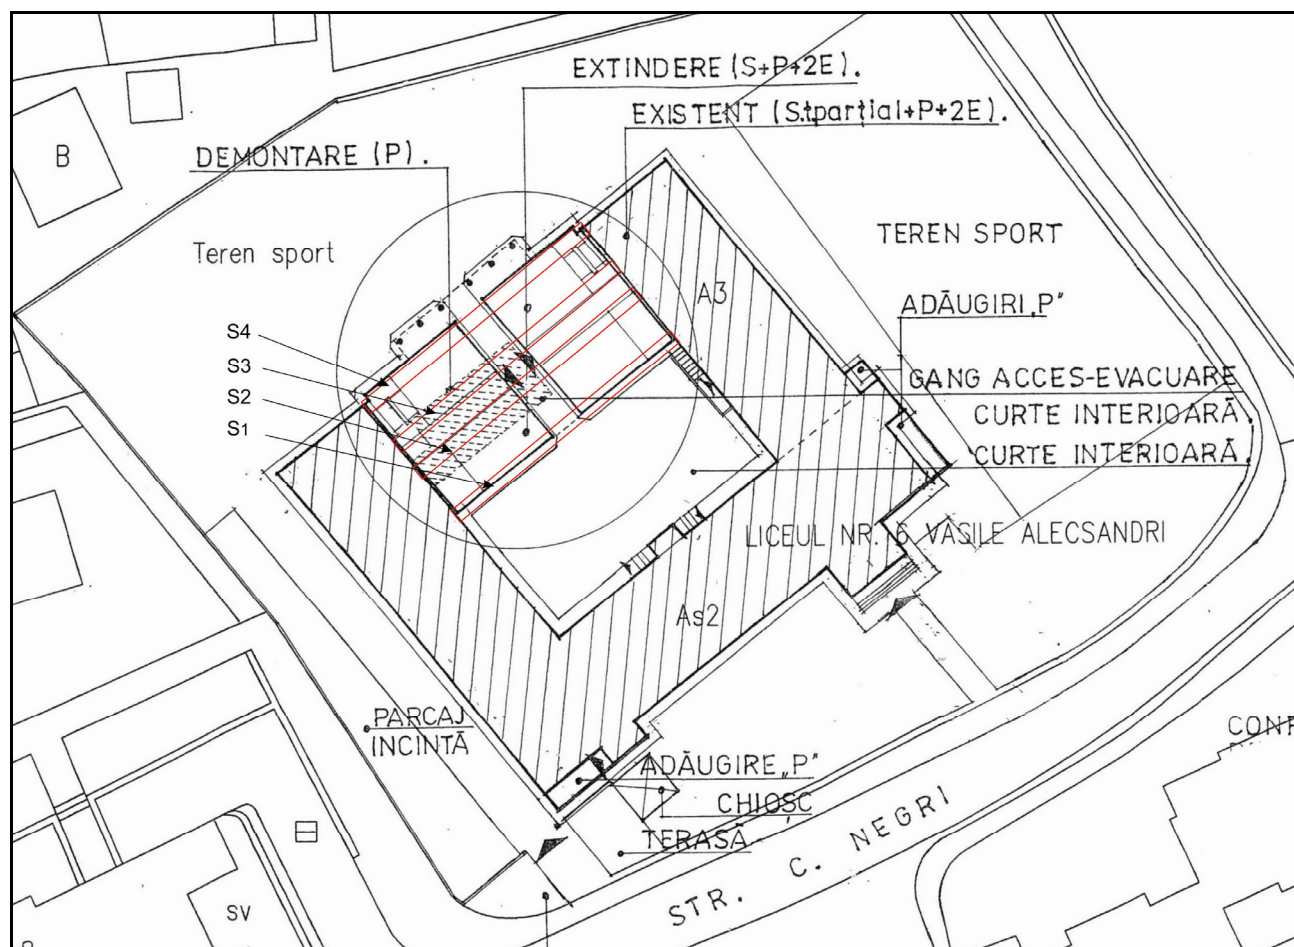 EXTINDERE (S+P+2E).
EXISTENT (S.tparțial+P+2E).
DEMONTARE (P).
B
Teren sport
TEREN SPORT
A3
ADĂUGIRI „P"
S4
S3
S2
S1
GANG ACCES-EVACUARE
CURTE INTERIOARĂ
CURTE INTERIOARĂ
LICEUL NR. 6 VASILE ALECSANDRI
As2
PARCAJ
INCINTĂ
CONF
ADĂUGIRE „P"
CHIOȘC
TERASĂ
STR. C. NEGRI
SV